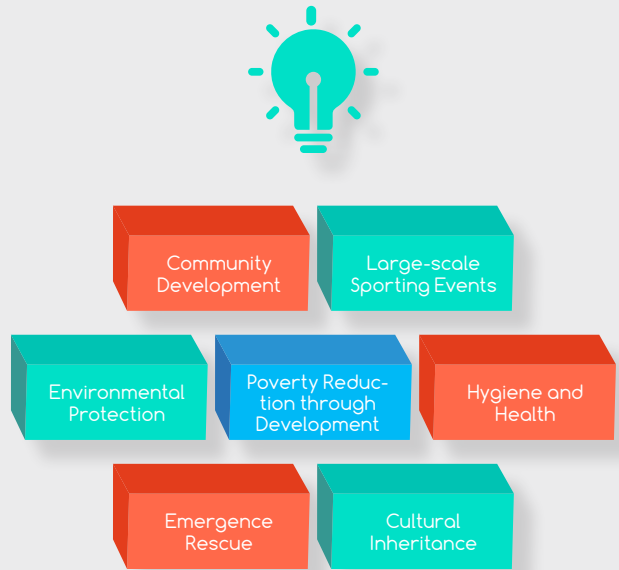 Community
Development
Large-scale
Sporting Events
Environmental
Protection
Poverty Reduc-
tion through
Development
Hygiene and
Health
Emergence
Rescue
Cultural
Inheritance